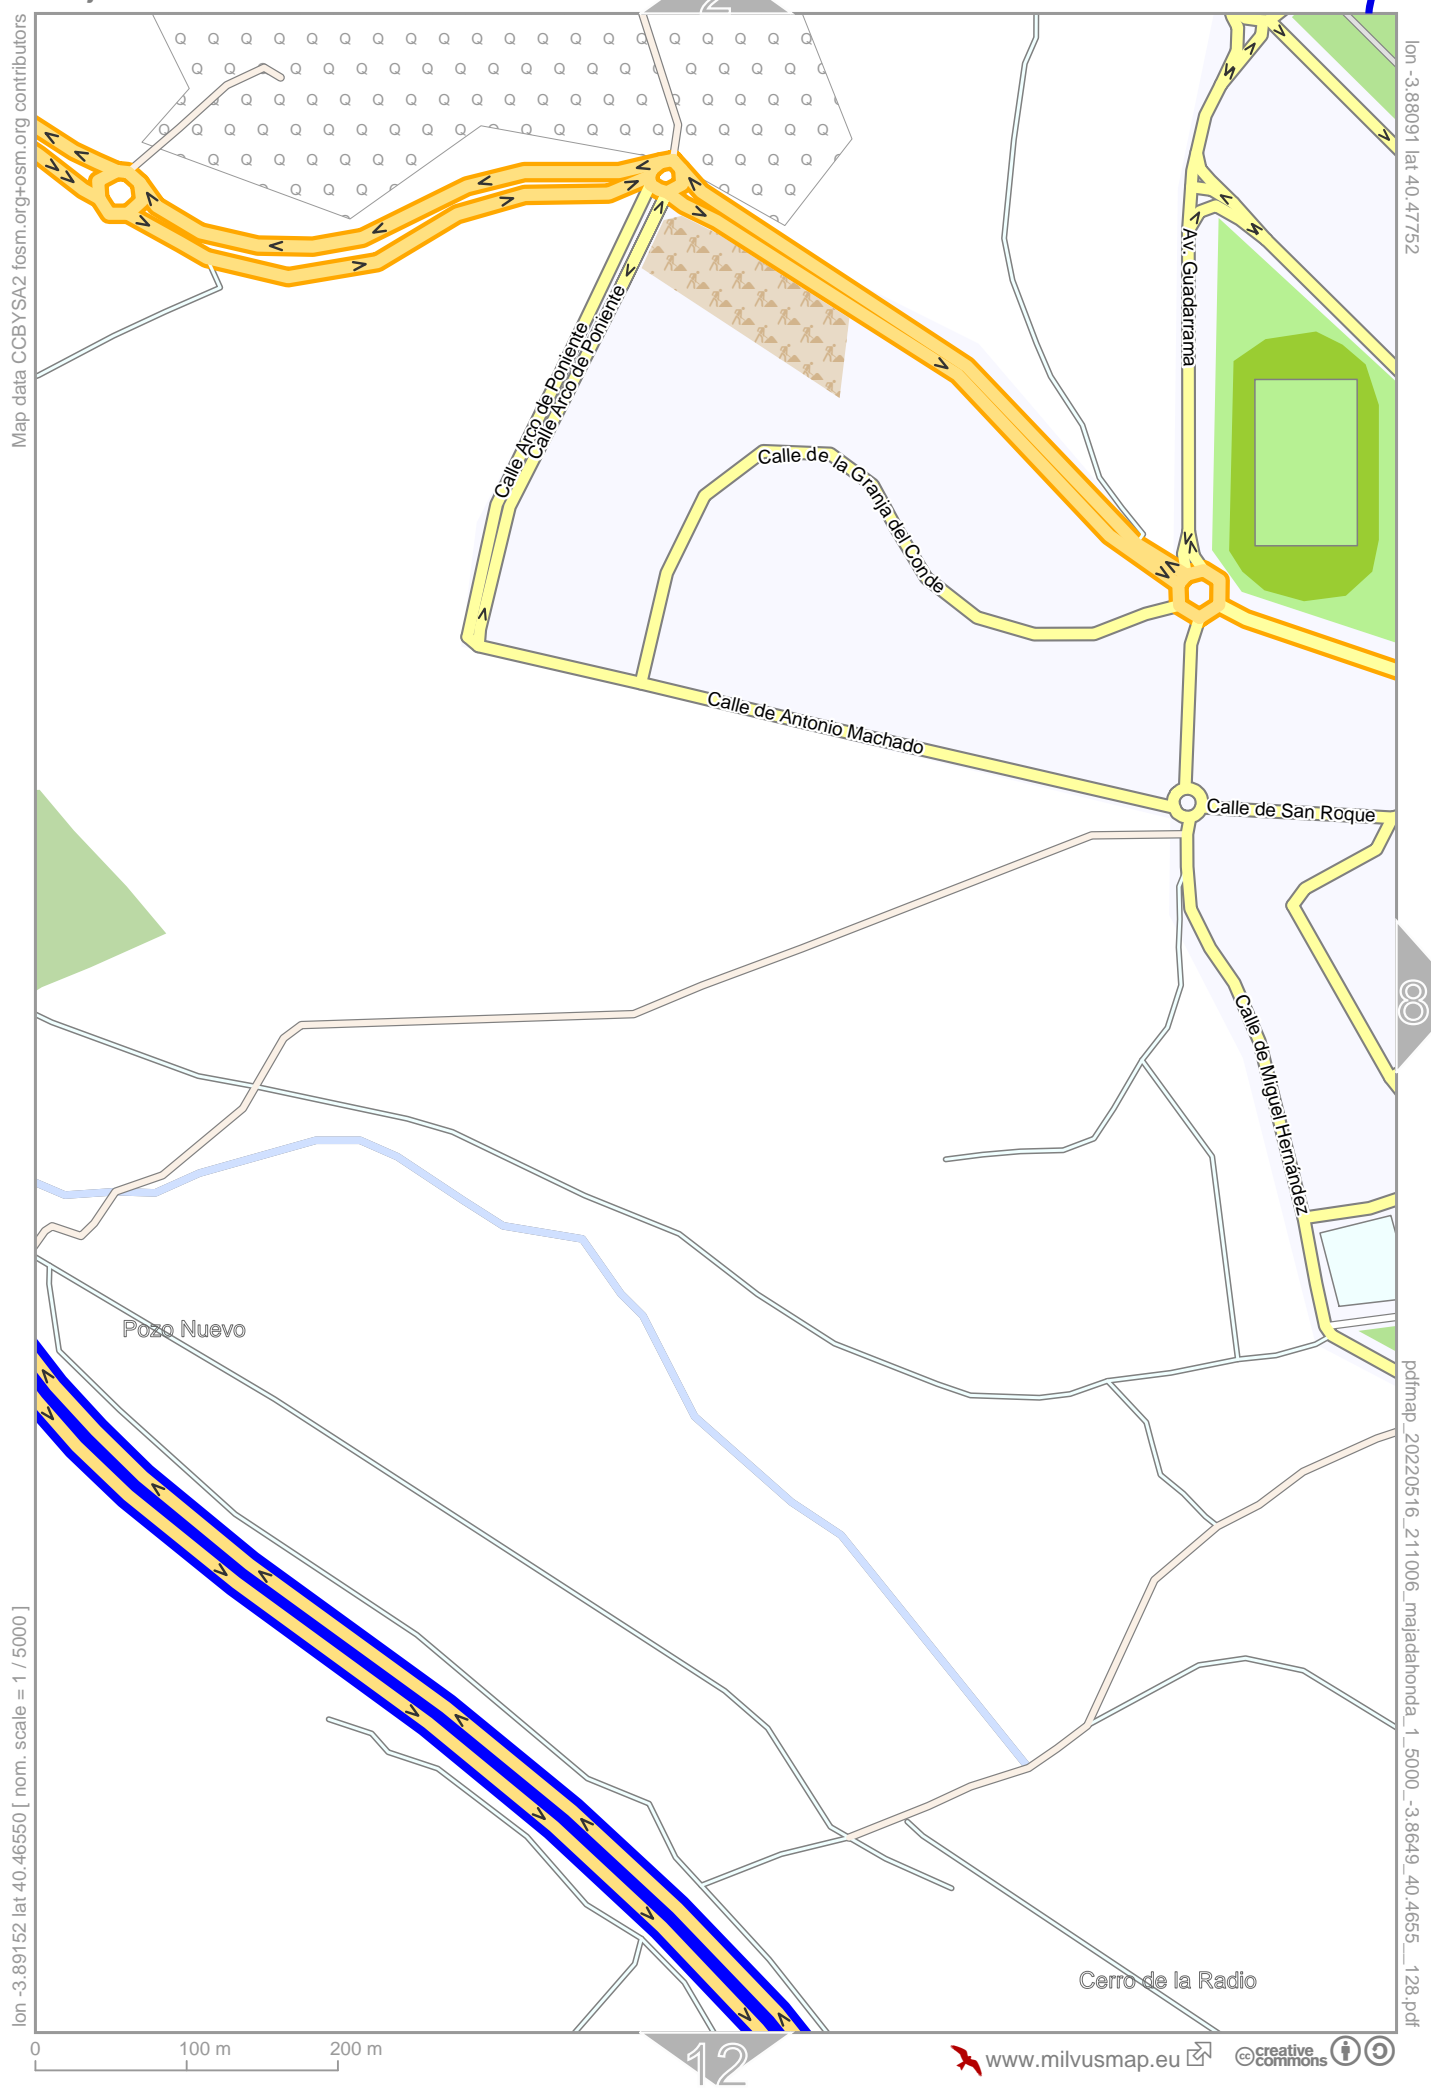 2
Map data CCBYSA2 fosm.org+osm.org contributors
lon -3.88091 lat 40.47752
Av. Guadarrama
Calle Arco de Poniente
Calle Arco de Poniente
Calle de la Granja del Conde
Calle de Antonio Machado
Calle de San Roque
8
Calle de Miguel Hernández
Pozo Nuevo
Cerro de la Radio
lon -3.89152 lat 40.46550 [ nom. scale = 1 / 5000 ]
pdfmap_20220516_211006_majadahonda_1_5000_-3.8649_40.4655__128.pdf
0 100 m 200 m
12
www.milvusmap.eu
cc creative commons